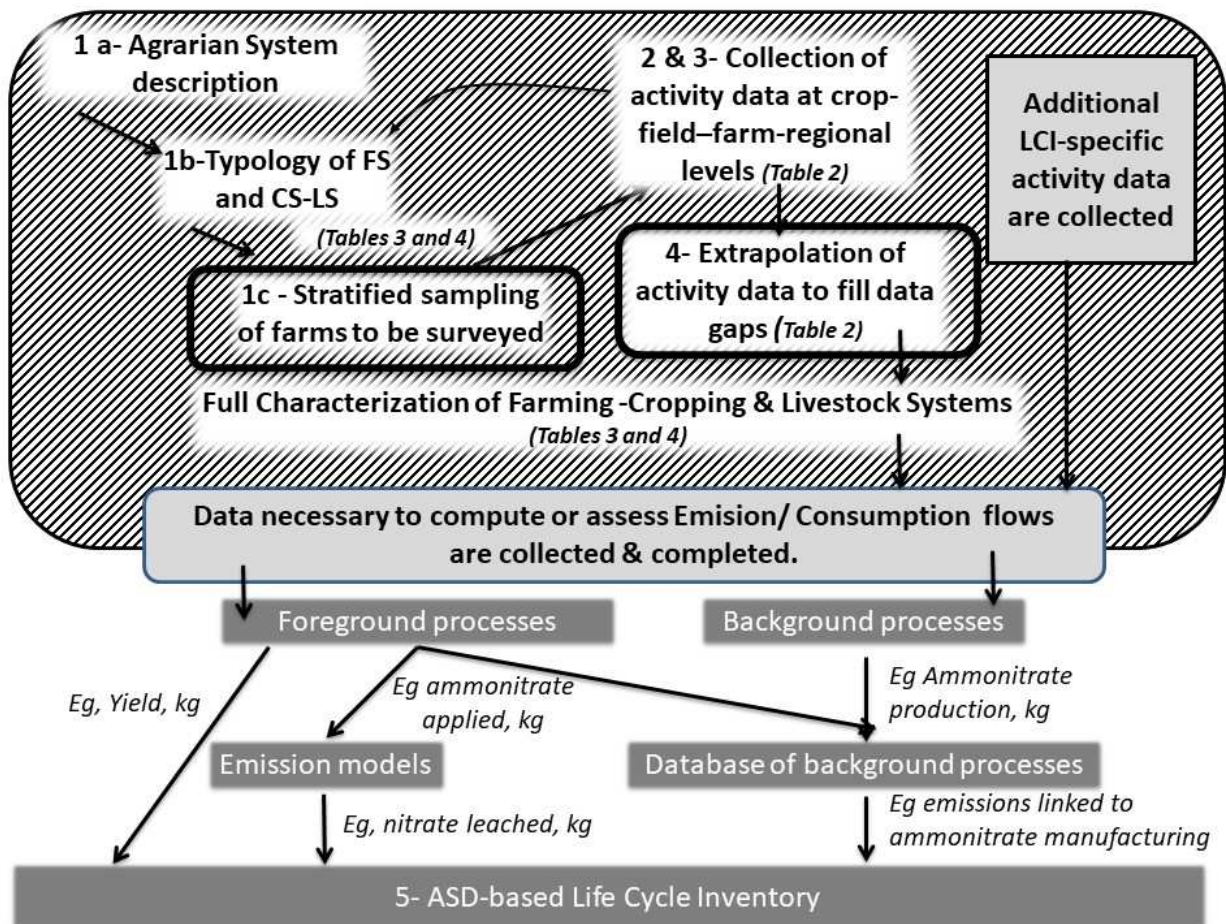 1 a- Agrarian System
description
2 & 3- Collection of
activity data at crop-
field–farm-regional
levels (Table 2)
Additional
LCI-specific
activity data
are collected
1b-Typology of FS
and CS-LS
(Tables 3 and 4)
1c - Stratified sampling
of farms to be surveyed
4- Extrapolation of
activity data to fill data
gaps (Table 2)
Full Characterization of Farming -Cropping & Livestock Systems
(Tables 3 and 4)
Data necessary to compute or assess Emision/ Consumption flows
are collected & completed.
Foreground processes
Background processes
Eg, Yield, kg
Eg ammonitrate
applied, kg
Eg Ammonitrate
production, kg
Emission models
Database of background processes
Eg, nitrate leached, kg
Eg emissions linked to
ammonitrate manufacturing
5- ASD-based Life Cycle Inventory